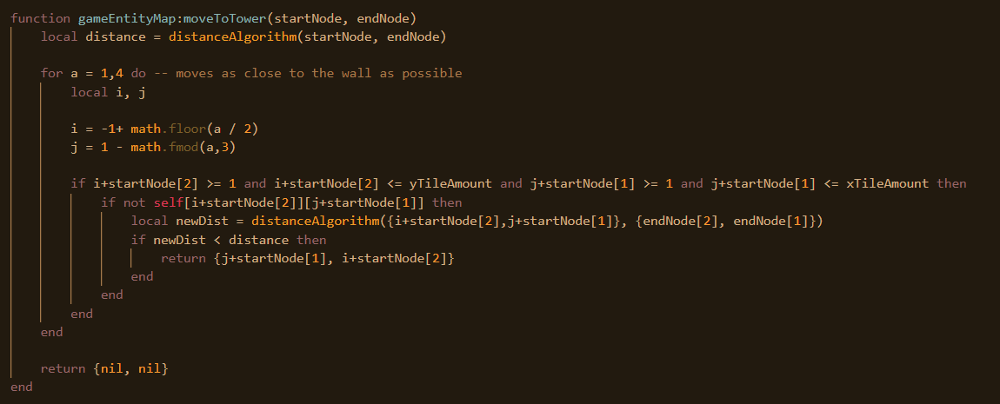 function gameEntityMap:moveToTower(startNode, endNode)
    local distance = distanceAlgorithm(startNode, endNode)

    for a = 1,4 do -- moves as close to the wall as possible
        local i, j

        i = -1+ math.floor(a / 2)
        j = 1 - math.fmod(a,3)

        if i+startNode[2] >= 1 and i+startNode[2] <= yTileAmount and j+startNode[1] >= 1 and j+startNode[1] <= xTileAmount then
            if not self[i+startNode[2]][j+startNode[1]] then
                local newDist = distanceAlgorithm({i+startNode[2],j+startNode[1]}, {endNode[2], endNode[1]})
                if newDist < distance then
                    return {j+startNode[1], i+startNode[2]}
                end
            end
        end
    end

    return {nil, nil}
end